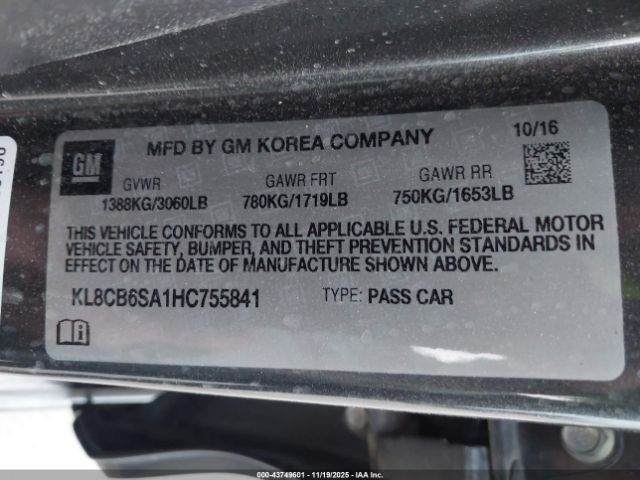 GM
MFD BY GM KOREA COMPANY 10/16
GVWR GAWR FRT GAWR RR
1388KG/3060LB 780KG/1719LB 750KG/1653LB
THIS VEHICLE CONFORMS TO ALL APPLICABLE U.S. FEDERAL MOTOR
VEHICLE SAFETY, BUMPER, AND THEFT PREVENTION STANDARDS IN
EFFECT ON THE DATE OF MANUFACTURE SHOWN ABOVE.
KL8CB6SA1HC755841 TYPE: PASS CAR
000-43749601 - 11/19/2025 - IAAI.COM